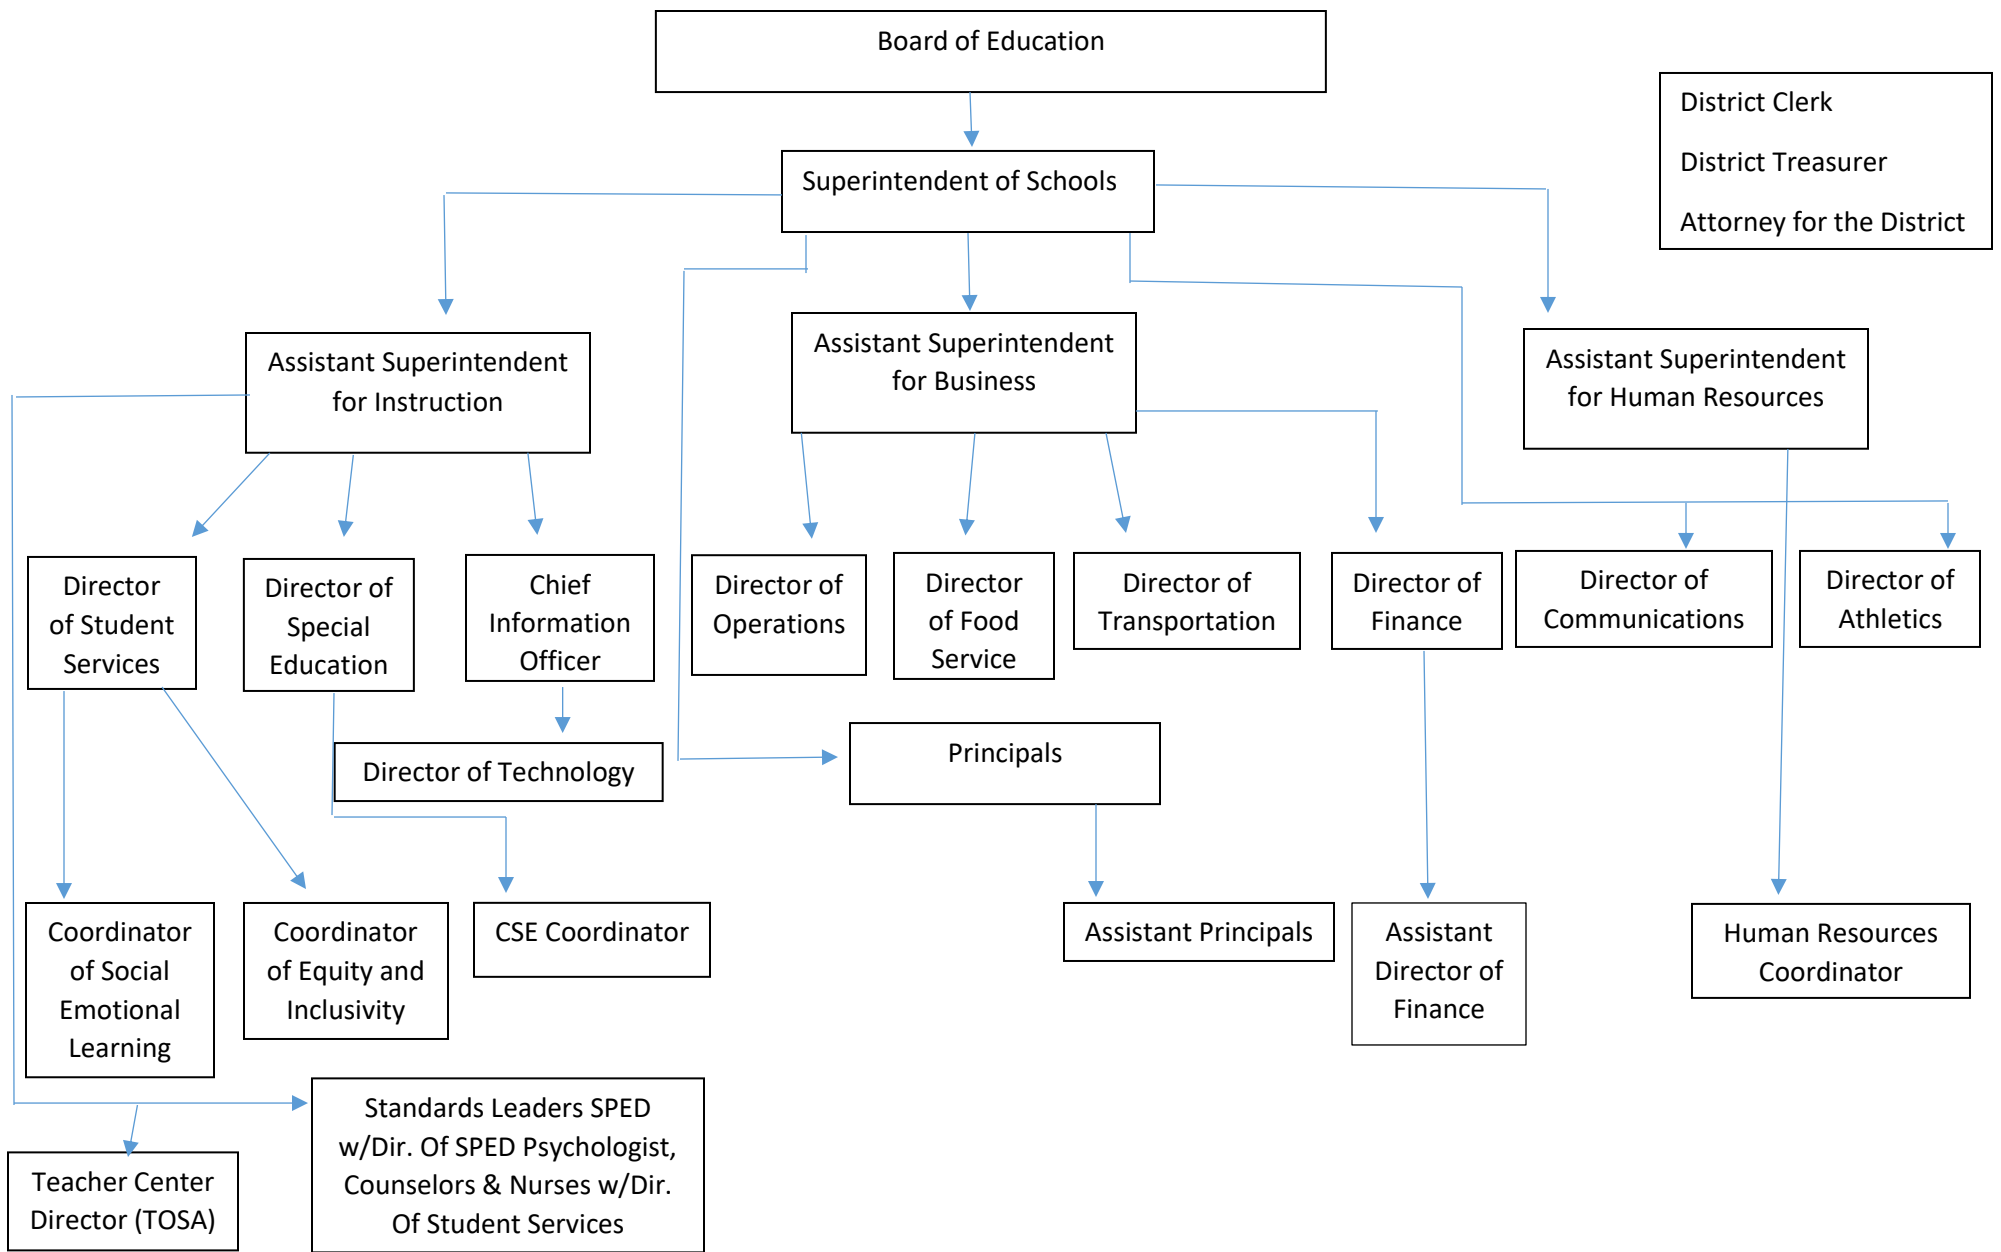 Board of Education
District Clerk
District Treasurer
Attorney for the District
Superintendent of Schools
Assistant Superintendent
for Instruction
Assistant Superintendent
for Business
Assistant Superintendent
for Human Resources
Director
of Student
Services
Director of
Special
Education
Chief
Information
Officer
Director of
Operations
Director
of Food
Service
Director of
Transportation
Director of
Finance
Director of
Communications
Director of
Athletics
Director of Technology
Principals
Coordinator
of Social
Emotional
Learning
Coordinator
of Equity and
Inclusivity
CSE Coordinator
Assistant Principals
Assistant
Director of
Finance
Human Resources
Coordinator
Teacher Center
Director (TOSA)
Standards Leaders SPED
w/Dir. Of SPED Psychologist,
Counselors & Nurses w/Dir.
Of Student Services